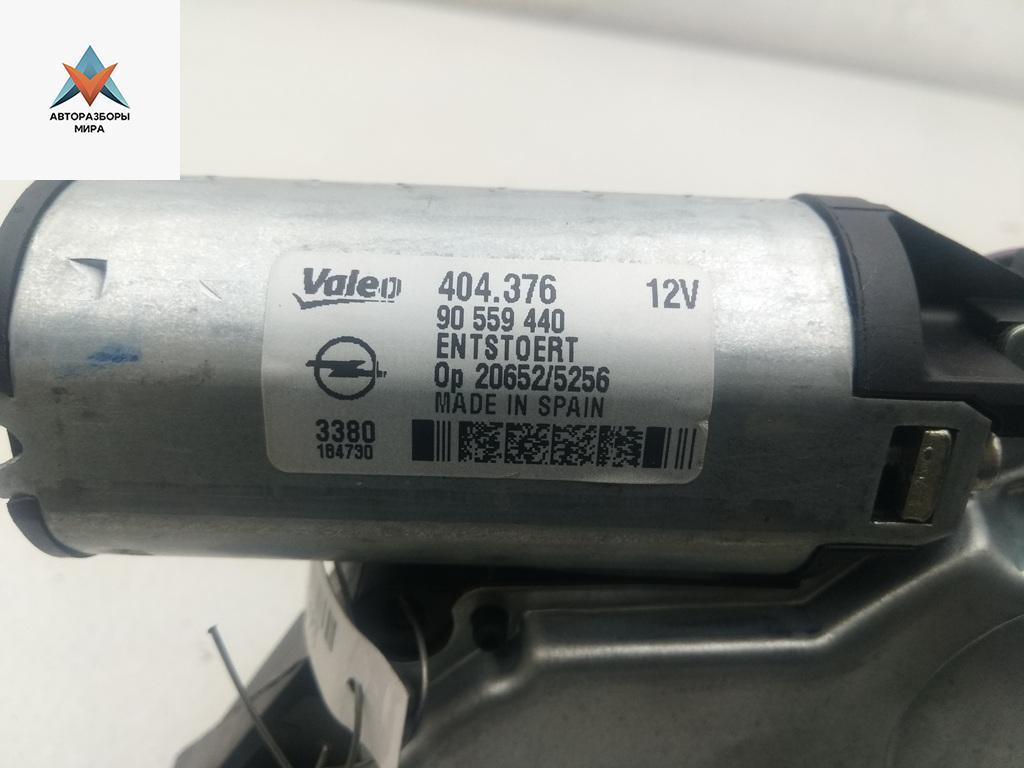 АВТОРАЗБОРЫ
МИРА
Valeo 404.376 12V
90 559 440
ENTSTOERT
Op 20652/5256
MADE IN SPAIN
3380
184730